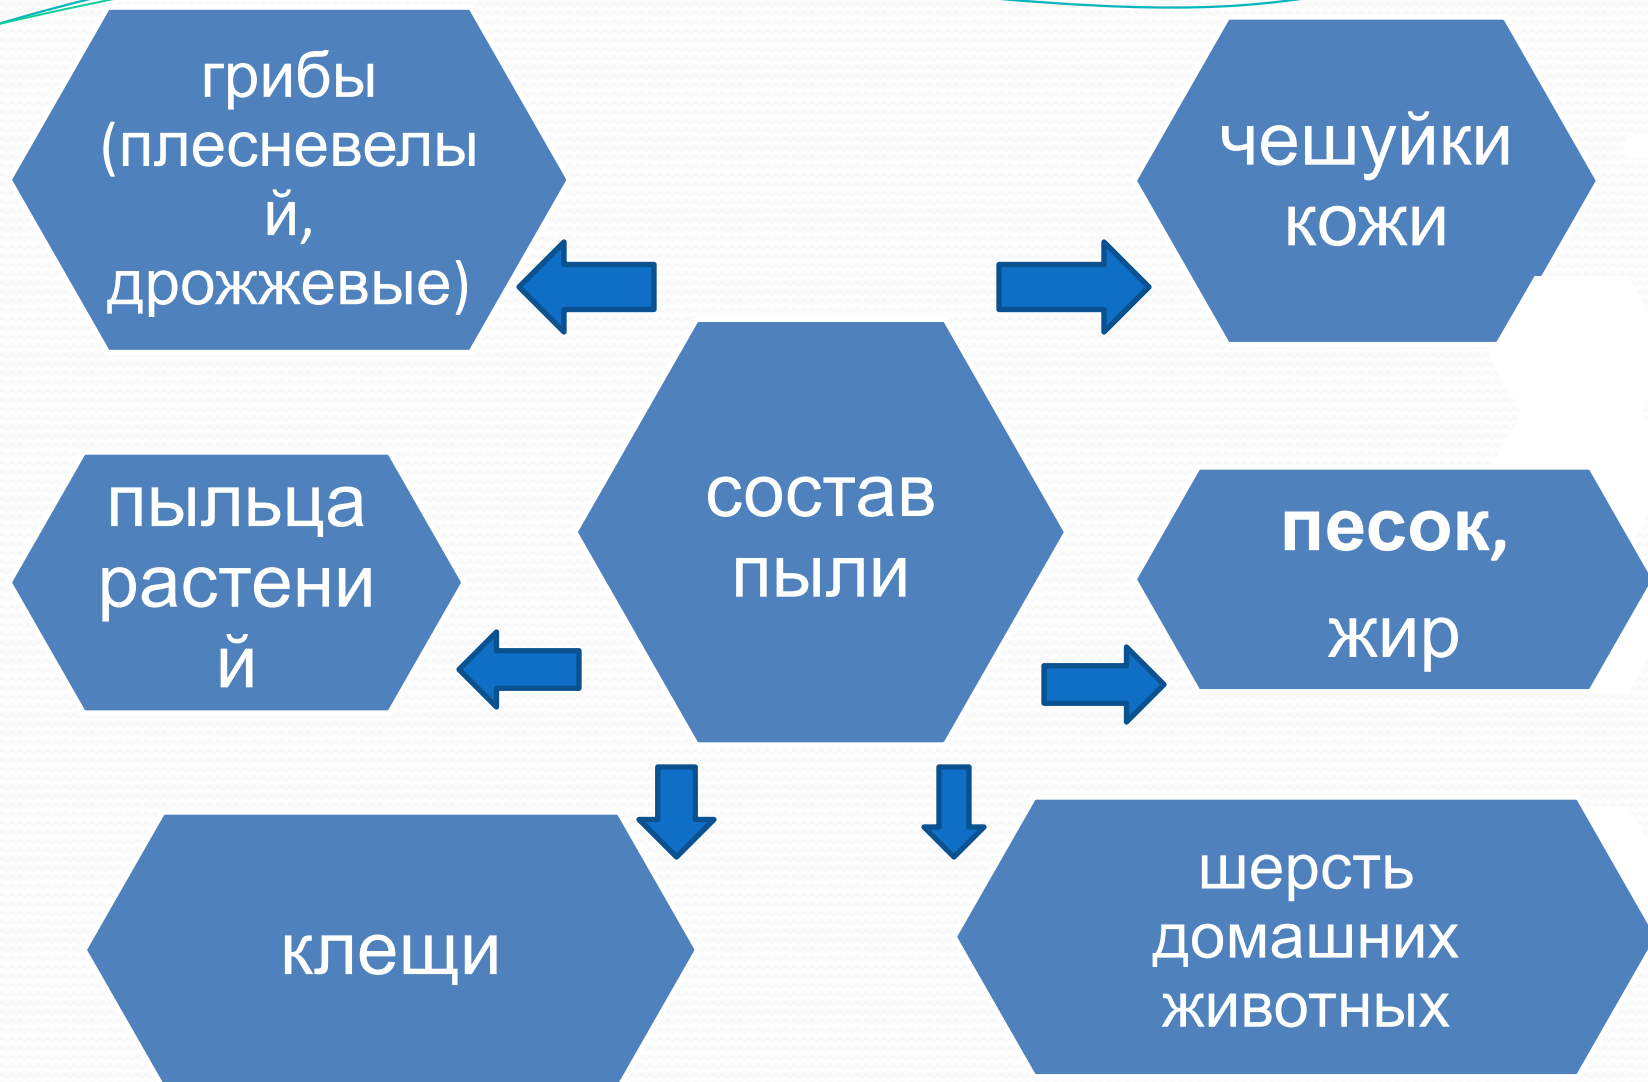 грибы
(плесневелы
й,
дрожжевые)
чешуйки
кожи
состав
пыли
пыльца
растени
й
песок,
жир
клещи
шерсть
домашних
животных